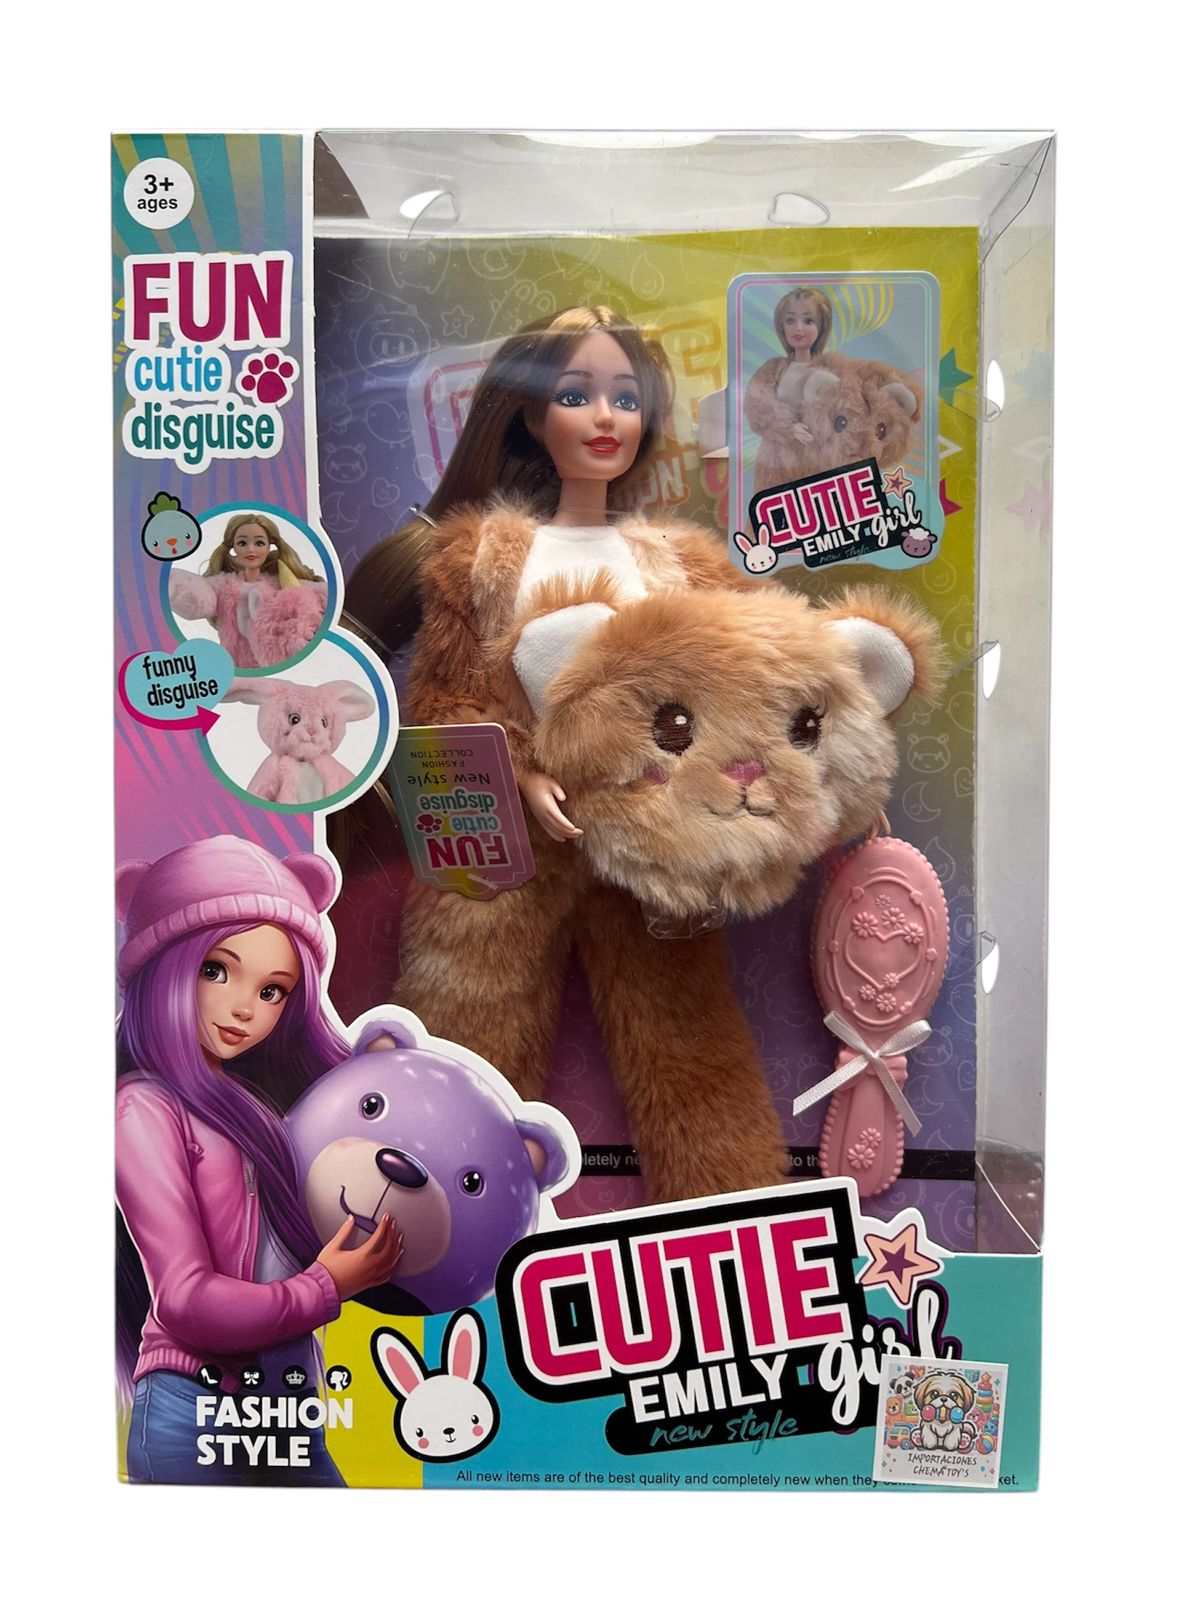 3+
ages
FUN
cutie
disguise
funny
disguise
CUTIE
EMILY girl
new style
FUN
cutie
disguise
New style
FASHION
COLLECTION
CUTIE
EMILY girl
new style
FASHION
STYLE
All new items are of the best quality and completely new when they
IMPORTACIONES
CHEMA TOY'S